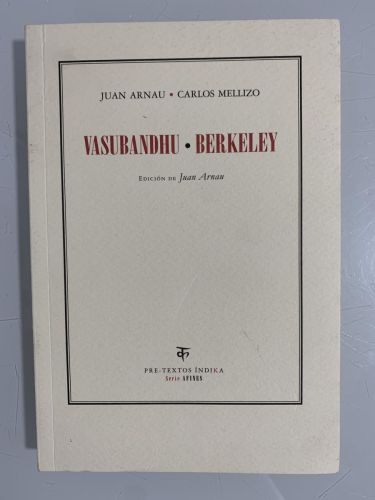 JUAN ARNAU • CARLOS MELLIZO
VASUBANDHU • BERKELEY
EDICIÓN DE Juan Arnau
क
PRE-TEXTOS ÍNDIKA
Serie AFINES